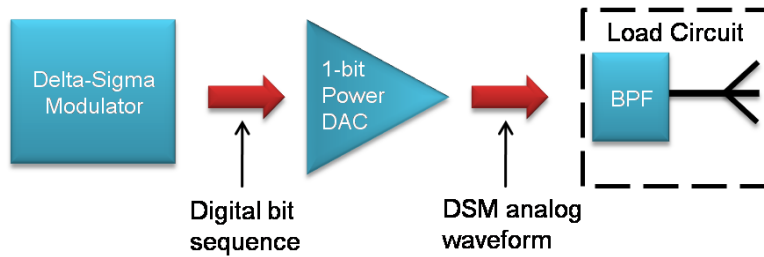 Delta-Sigma
Modulator
1-bit
Power
DAC
Load Circuit
BPF
Digital bit
sequence
DSM analog
waveform